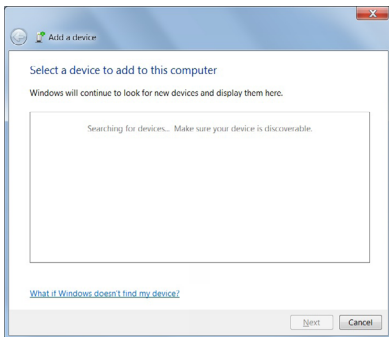 Add a device
Select a device to add to this computer
Windows will continue to look for new devices and display them here.
Searching for devices... Make sure your device is discoverable.
What if Windows doesn't find my device?
Next Cancel